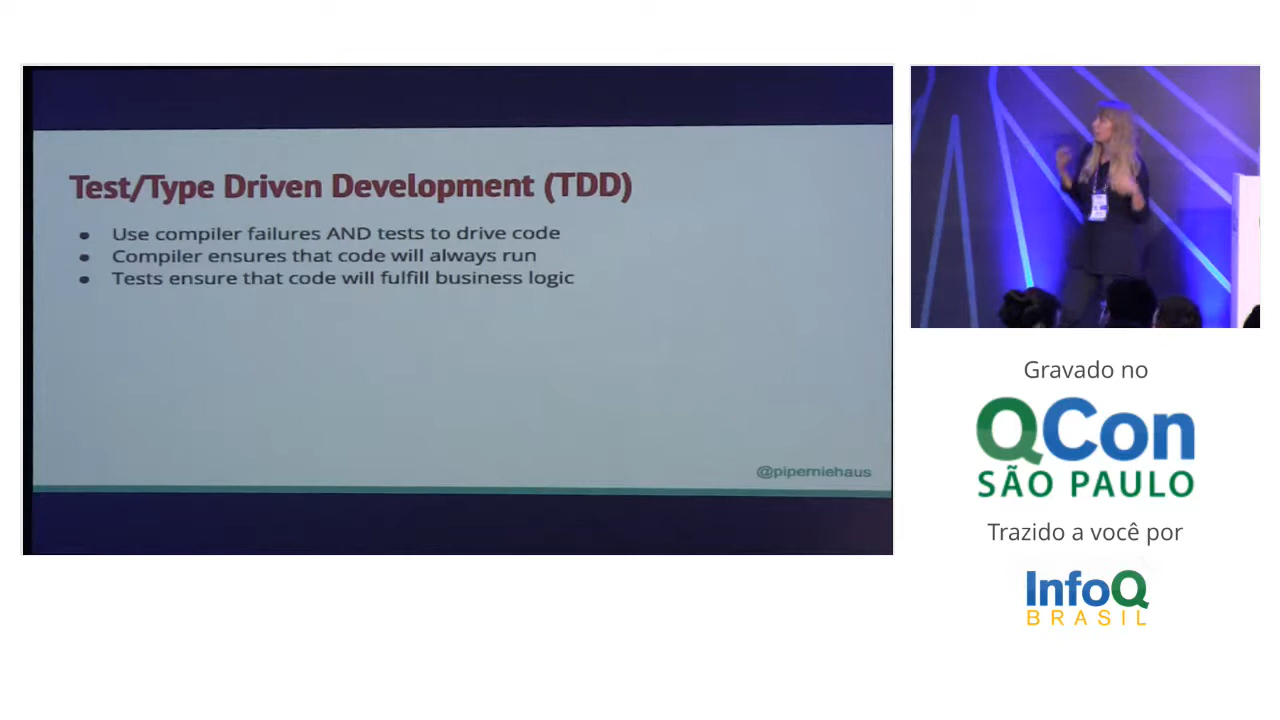 Test/Type Driven Development (TDD)
● Use compiler failures AND tests to drive code
● Compiler ensures that code will always run
● Tests ensure that code will fulfill business logic
@piperniehaus
Gravado no
QCon
SÃO PAULO
Trazido a você por
InfoQ
BRASIL